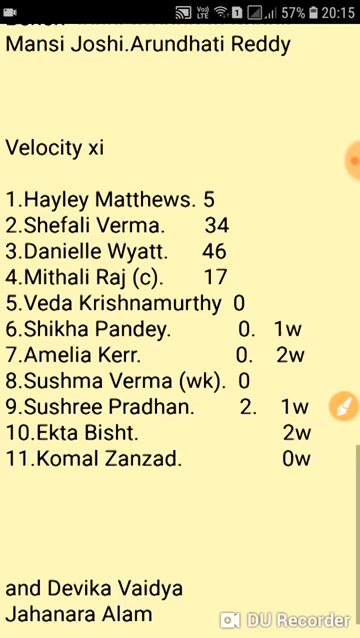 57% 20:15
Mansi Joshi.Arundhati Reddy
Velocity xi
1.Hayley Matthews. 5
2.Shefali Verma. 34
3.Danielle Wyatt. 46
4.Mithali Raj (c). 17
5.Veda Krishnamurthy 0
6.Shikha Pandey. 0. 1w
7.Amelia Kerr. 0. 2w
8.Sushma Verma (wk). 0
9.Sushree Pradhan. 2. 1w
10.Ekta Bisht. 2w
11.Komal Zanzad. 0w
and Devika Vaidya
Jahanara Alam
DU Recorder